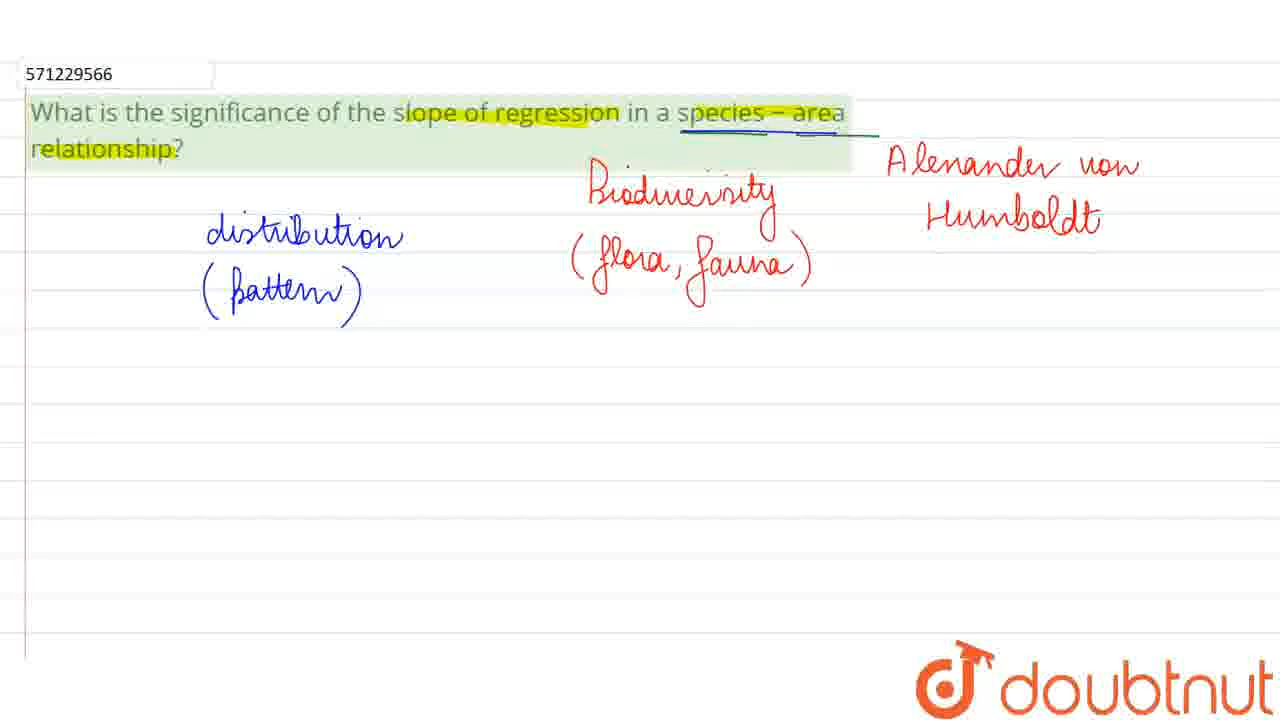 571229566
What is the significance of the slope of regression in a species – area
relationship?
Alexander von
Humboldt
Biodiversity
(flora, fauna)
distribution
(pattern)
doubtnut